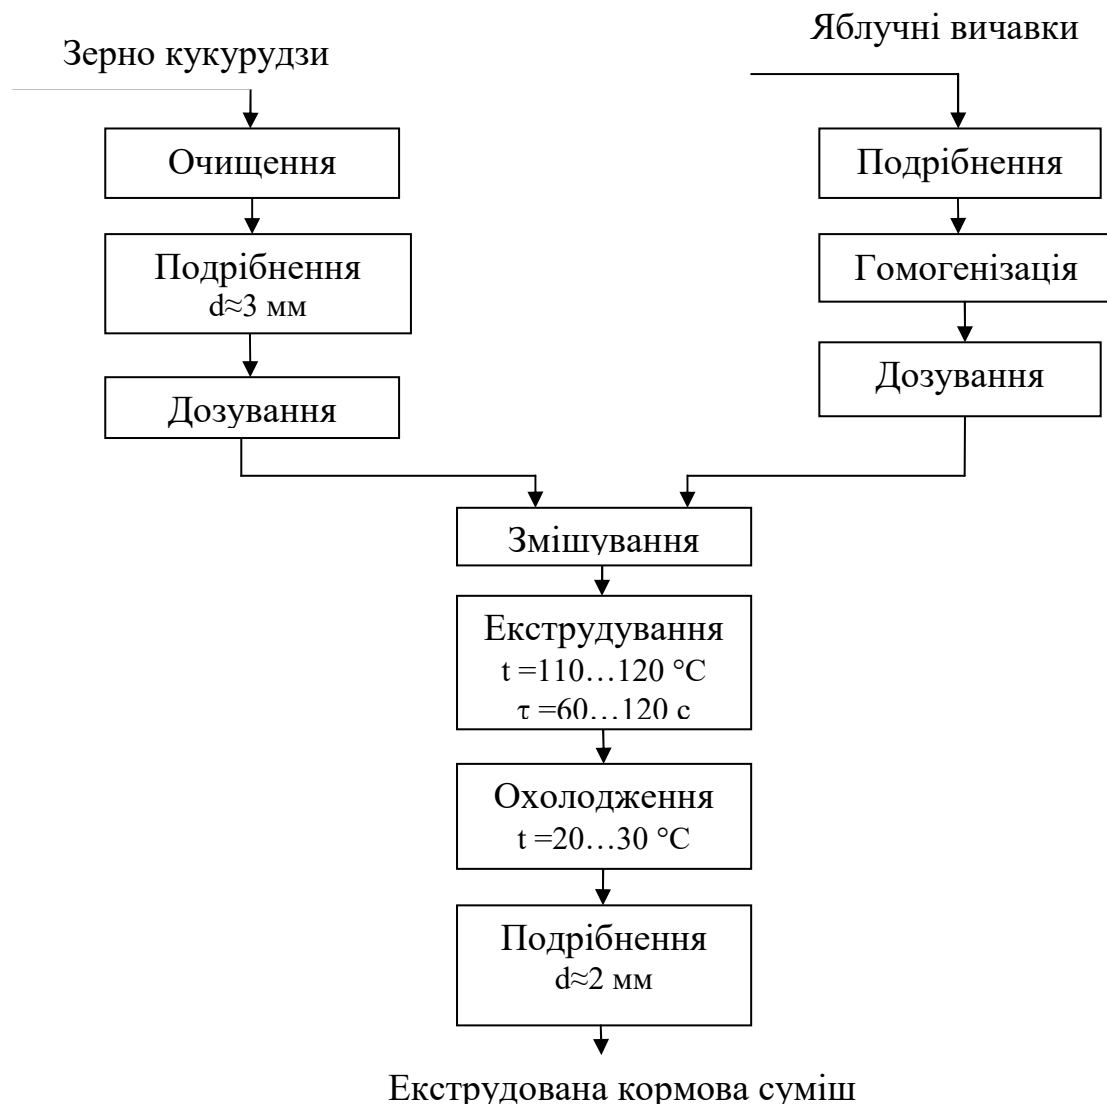 Зерно кукурудзи
Яблучні вичавки
Очищення
Подрібнення
d≈3 мм
Дозування
Подрібнення
Гомогенізація
Дозування
Змішування
Екструдування
t =110…120 °С
τ =60…120 с
Охолодження
t =20…30 °С
Подрібнення
d≈2 мм
Екструдована кормова суміш